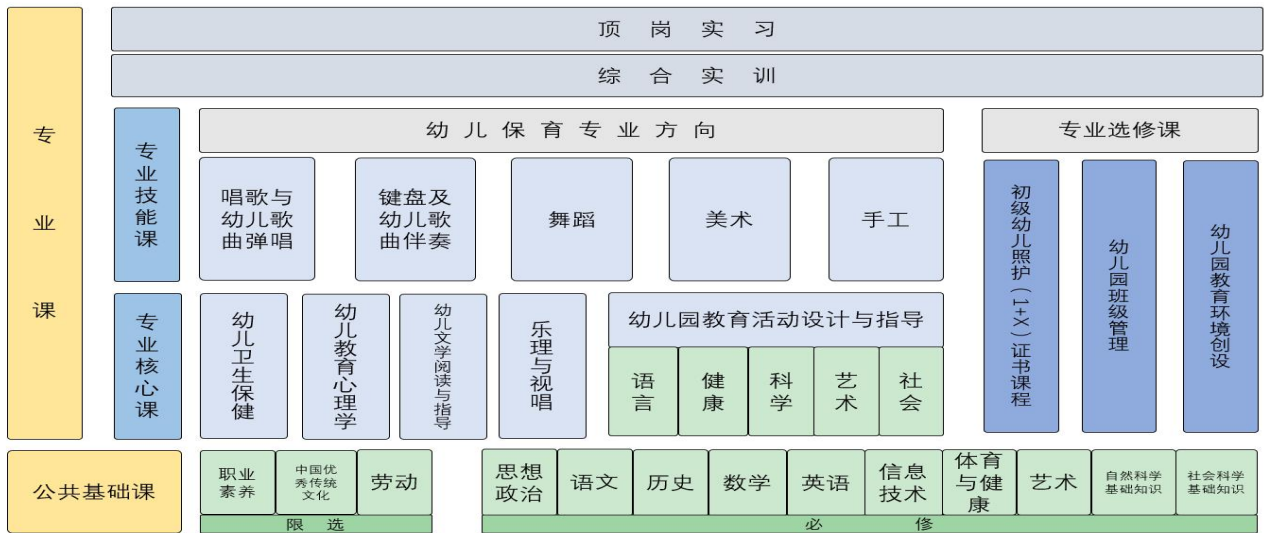 顶岗实习
综合实训
专业课
专业技能课
幼儿保育专业方向
专业选修课
唱歌与
幼儿歌
曲弹唱
键盘及
幼儿歌
曲伴奏
舞蹈
美术
手工
初级幼儿照护（1+X）证书课程
幼儿园班级管理
幼儿园教育环境创设
专业核心课
幼儿卫生保健
幼儿教育心理学
幼儿文学阅读与指导
乐理与视唱
幼儿园教育活动设计与指导
语言
健康
科学
艺术
社会
公共基础课
职业
素养
中国优
秀传统
文化
劳动
限选
思想
政治
语文
历史
数学
英语
信息
技术
体育
与健
康
艺术
自然科学
基础知识
社会科学
基础知识
必修